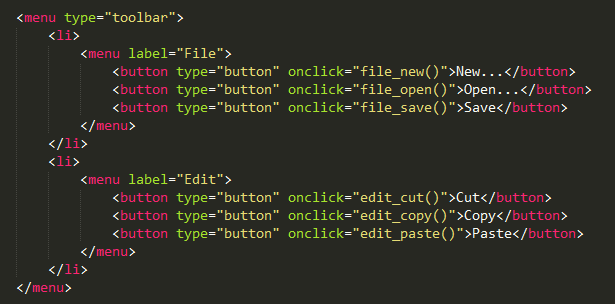 <menu type="toolbar">
    <li>
        <menu label="File">
            <button type="button" onclick="file_new()">New...</button>
            <button type="button" onclick="file_open()">Open...</button>
            <button type="button" onclick="file_save()">Save</button>
        </menu>
    </li>
    <li>
        <menu label="Edit">
            <button type="button" onclick="edit_cut()">Cut</button>
            <button type="button" onclick="edit_copy()">Copy</button>
            <button type="button" onclick="edit_paste()">Paste</button>
        </menu>
    </li>
</menu>